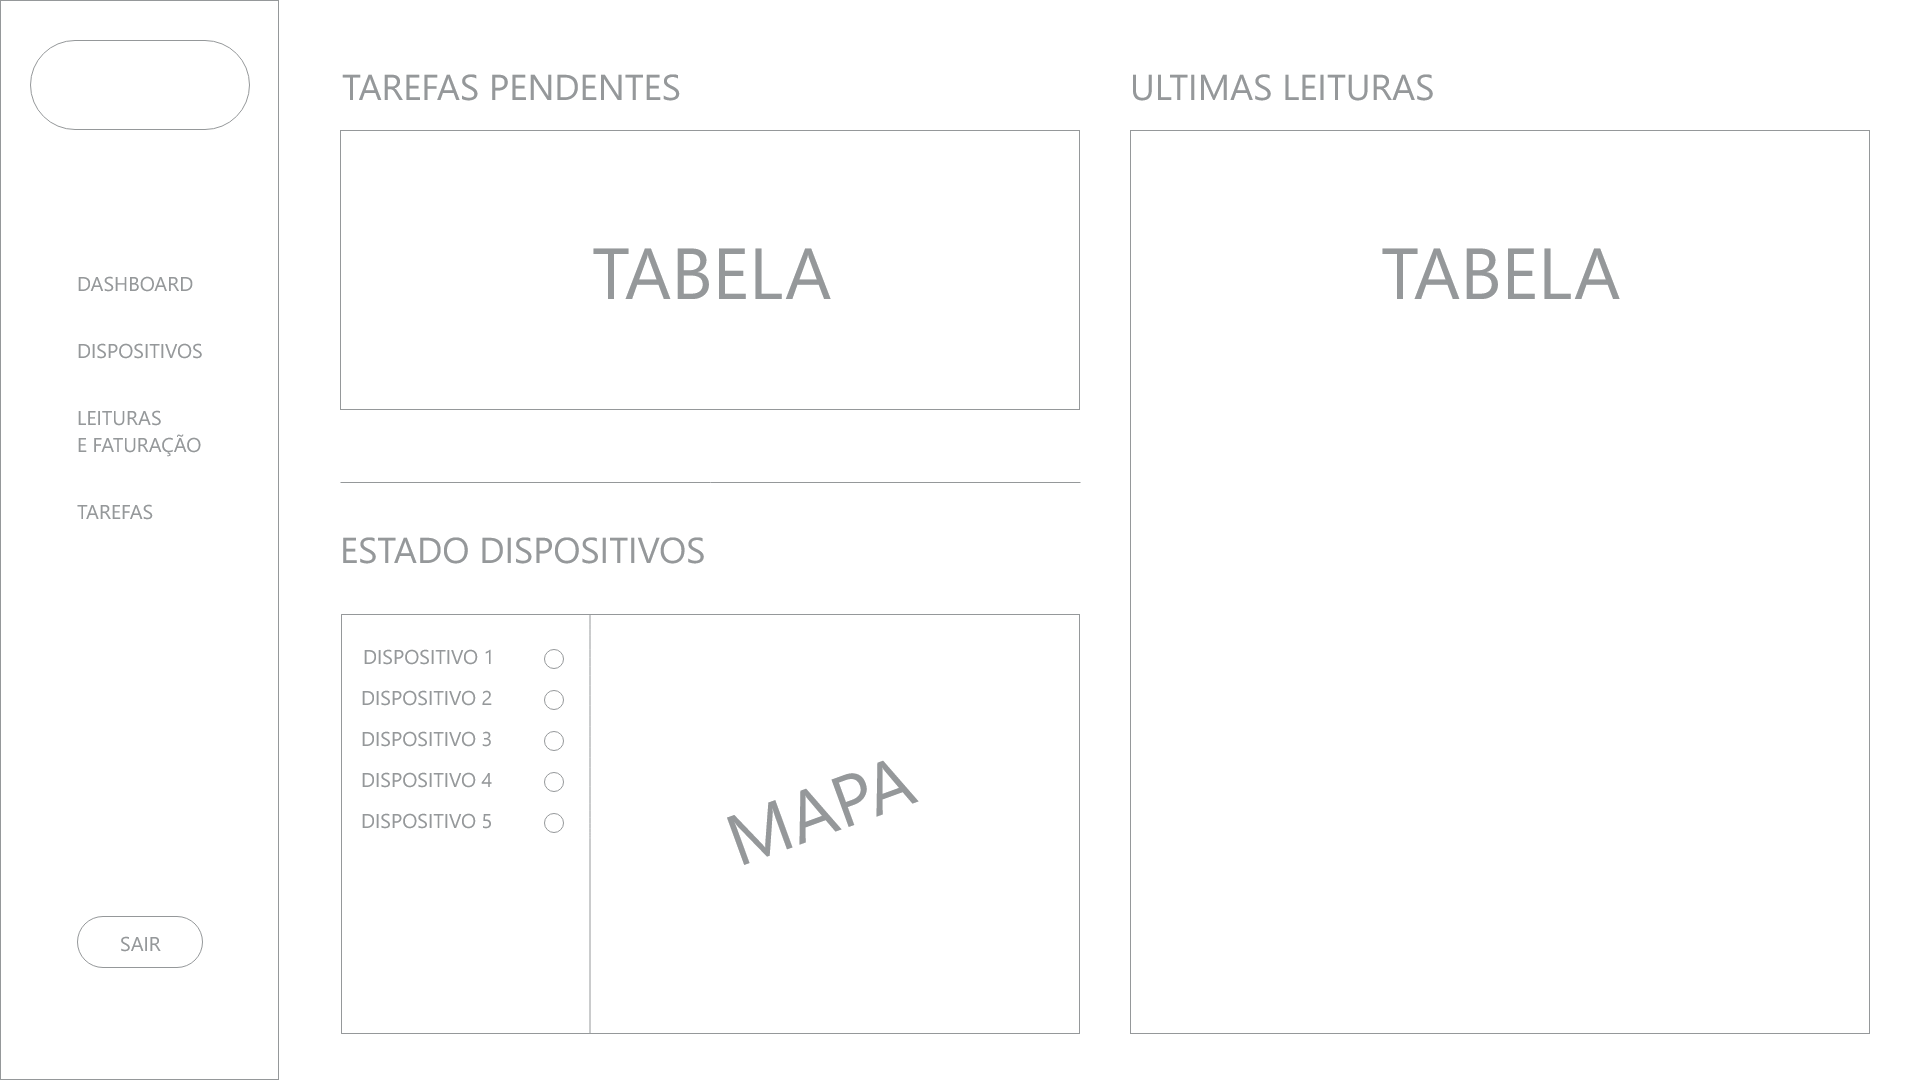 DASHBOARD
DISPOSITIVOS
LEITURAS
E FATURAÇÃO
TAREFAS
SAIR
TAREFAS PENDENTES
TABELA
ESTADO DISPOSITIVOS
DISPOSITIVO 1
DISPOSITIVO 2
DISPOSITIVO 3
DISPOSITIVO 4
DISPOSITIVO 5
MAPA
ULTIMAS LEITURAS
TABELA